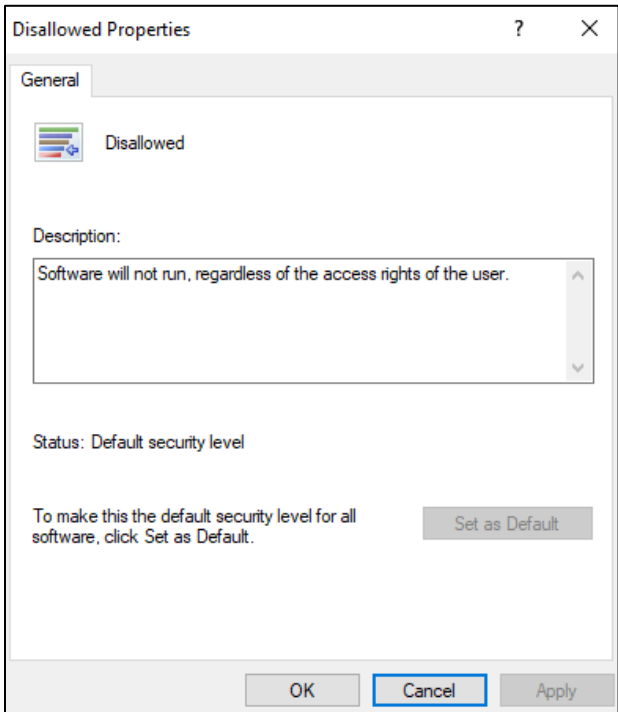 Disallowed Properties ? ×
General
Disallowed
Description:
Software will not run, regardless of the access rights of the user.
Status: Default security level
To make this the default security level for all
software, click Set as Default.
Set as Default
OK Cancel Apply